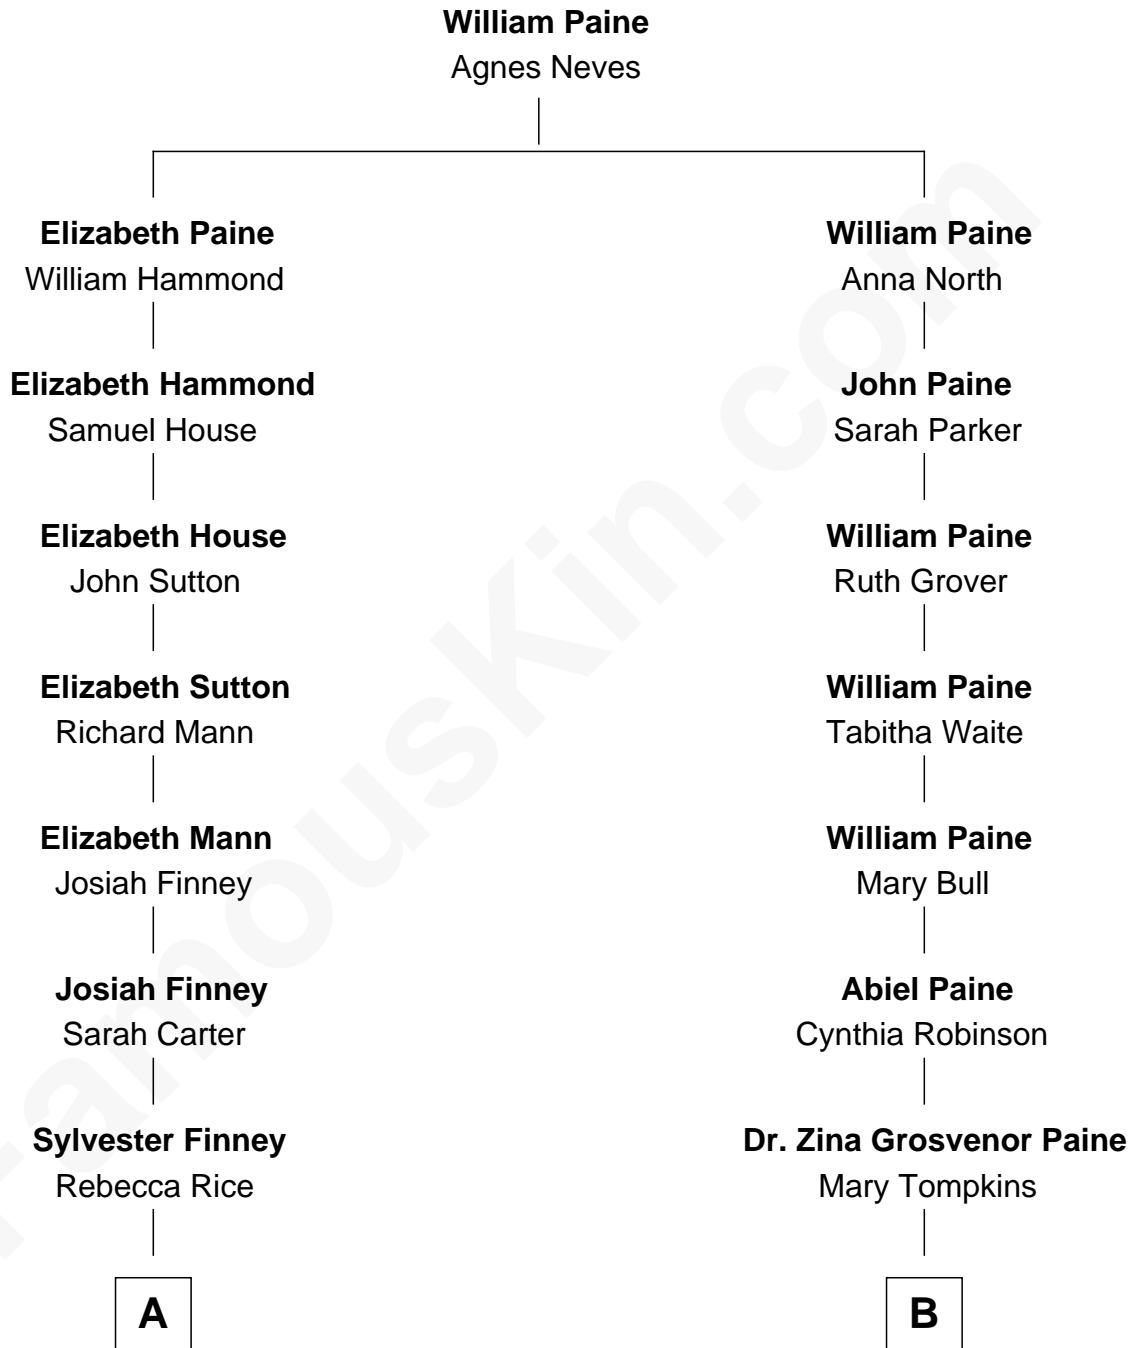 William Paine
Agnes Neves
Elizabeth Paine
William Hammond
William Paine
Anna North
Elizabeth Hammond
Samuel House
John Paine
Sarah Parker
Elizabeth House
John Sutton
William Paine
Ruth Grover
Elizabeth Sutton
Richard Mann
William Paine
Tabitha Waite
Elizabeth Mann
Josiah Finney
William Paine
Mary Bull
Josiah Finney
Sarah Carter
Abiel Paine
Cynthia Robinson
Sylvester Finney
Rebecca Rice
Dr. Zina Grosvenor Paine
Mary Tompkins
A
B
FamousKin.com